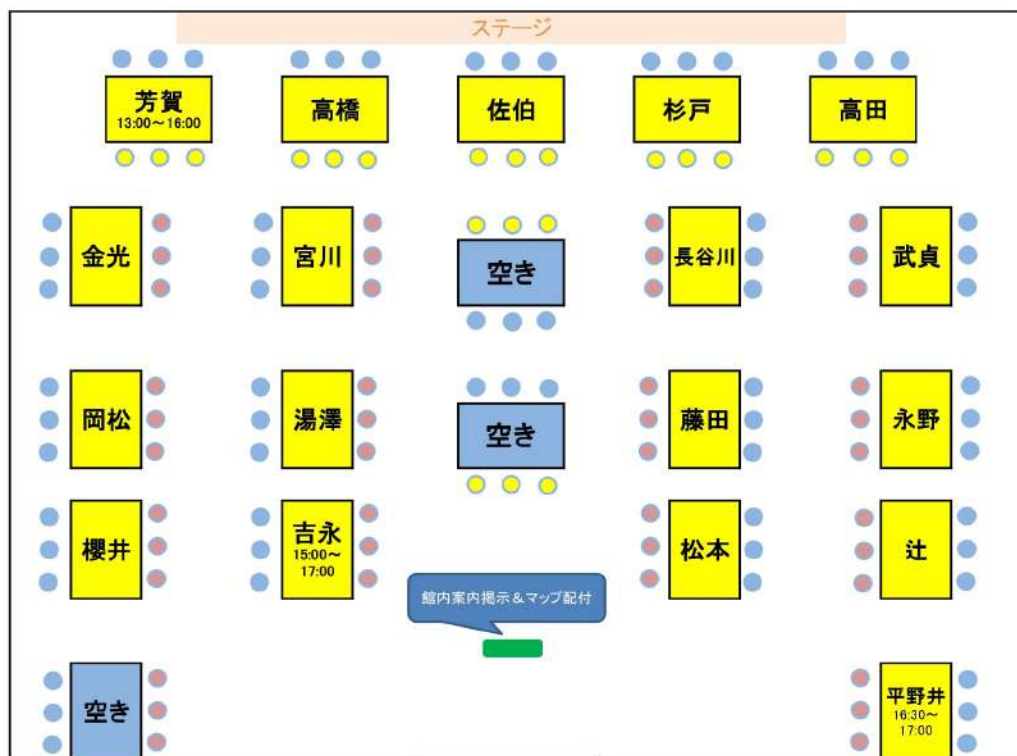 ステージ
芳賀
13:00～16:00
高橋
佐伯
杉戸
高田
金光
宮川
空き
長谷川
武貞
岡松
湯澤
空き
藤田
永野
櫻井
吉永
15:00～
17:00
松本
辻
館内案内掲示＆マップ配付
空き
平野井
16:30～
17:00